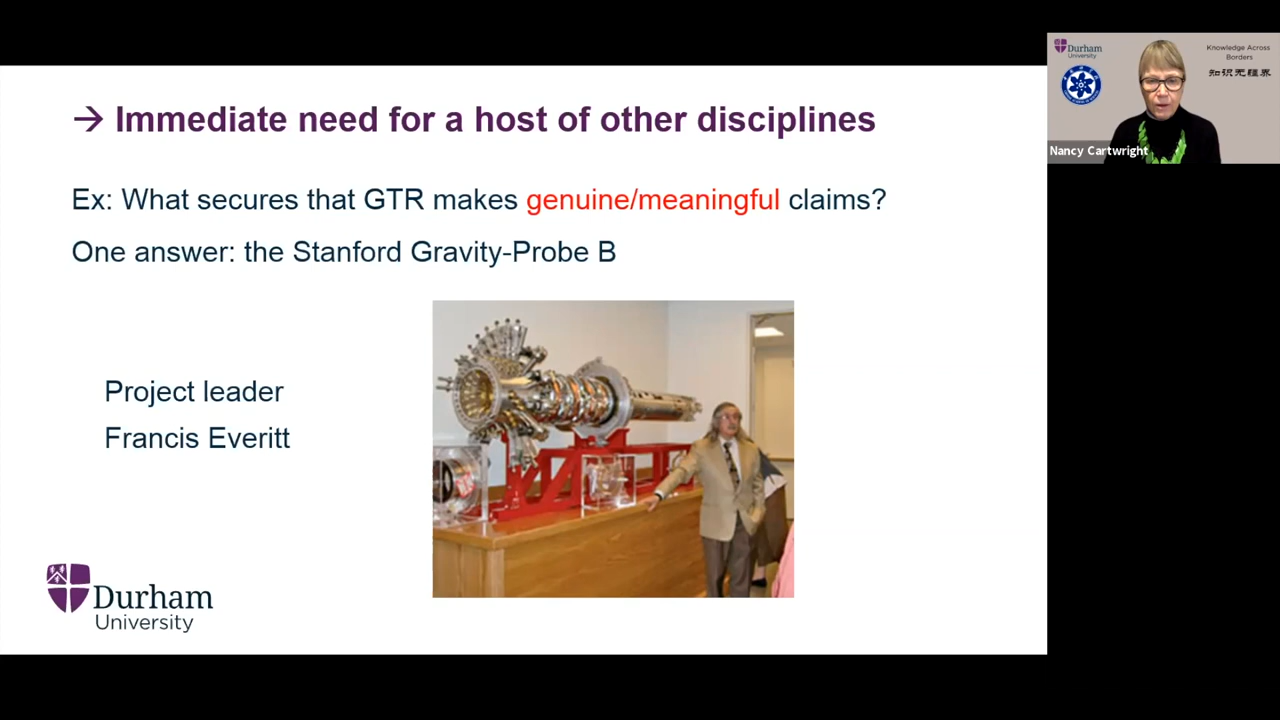 → Immediate need for a host of other disciplines
Ex: What secures that GTR makes genuine/meaningful claims?
One answer: the Stanford Gravity-Probe B
Project leader
Francis Everitt
Durham
University
Durham
University
Knowledge Across
Borders
知识无疆界
Nancy Cartwright